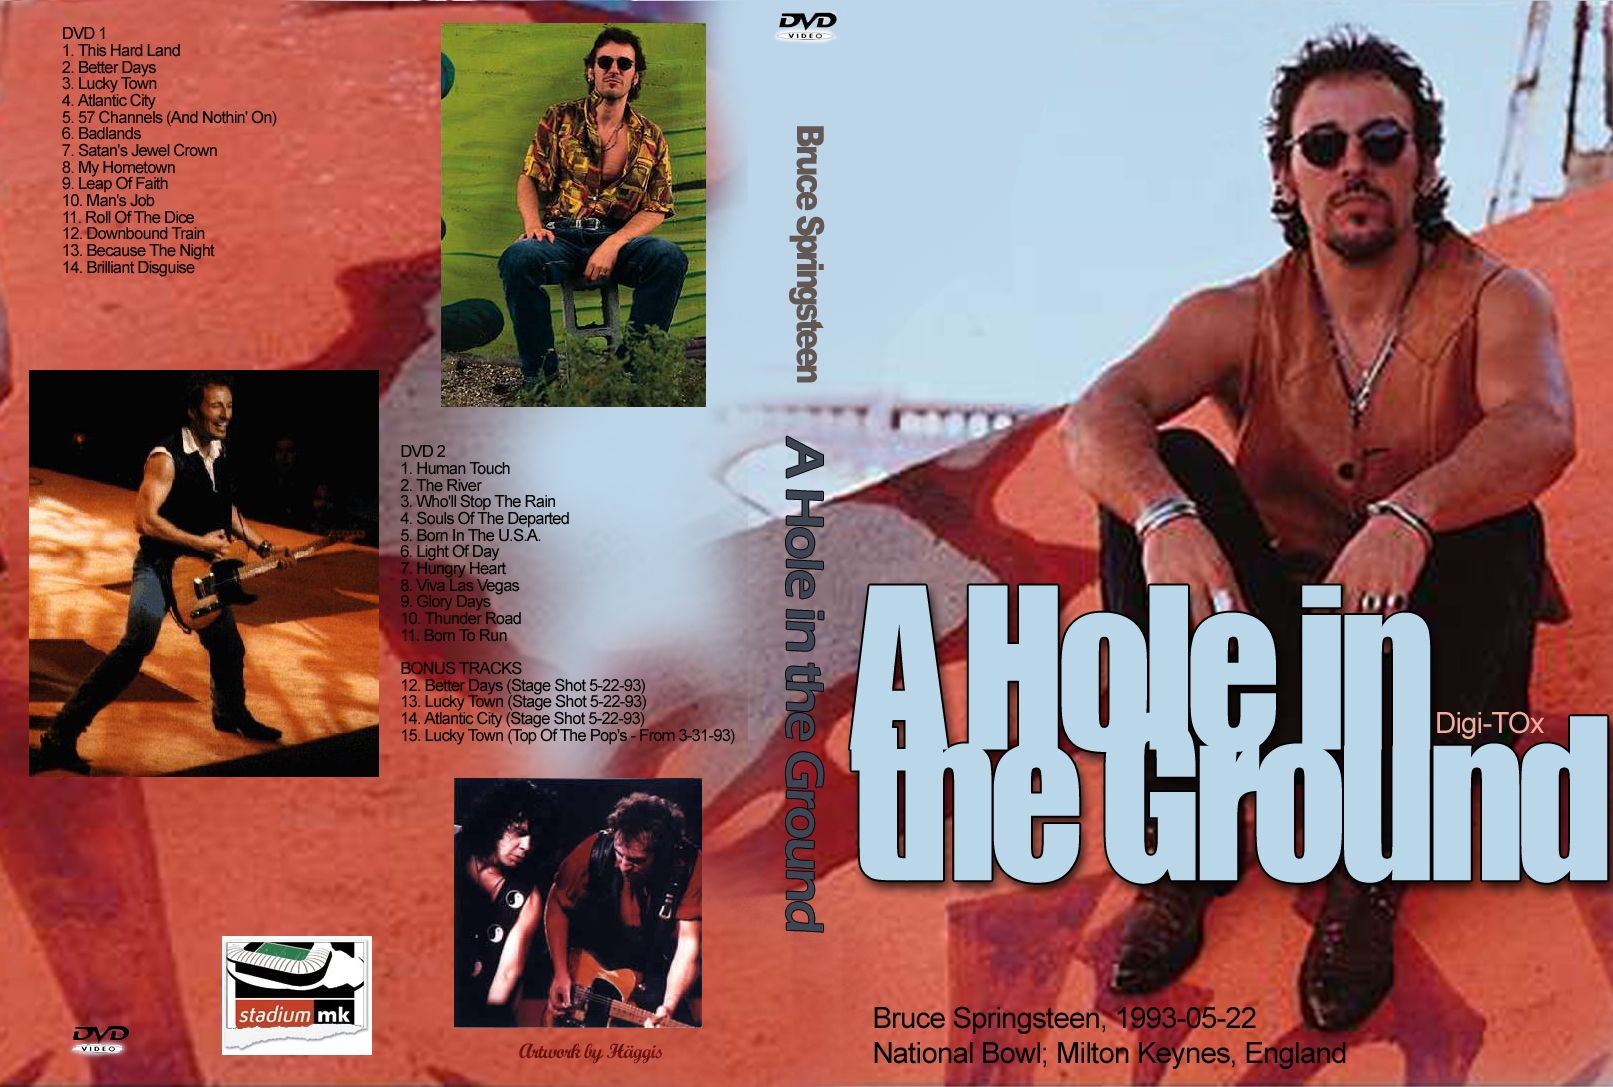 DVD 1
1. This Hard Land
2. Better Days
3. Lucky Town
4. Atlantic City
5. 57 Channels (And Nothin' On)
6. Badlands
7. Satan's Jewel Crown
8. My Hometown
9. Leap Of Faith
10. Man's Job
11. Roll Of The Dice
12. Downbound Train
13. Because The Night
14. Brilliant Disguise
DVD 2
1. Human Touch
2. The River
3. Who'll Stop The Rain
4. Souls Of The Departed
5. Born In The U.S.A.
6. Light Of Day
7. Hungry Heart
8. Viva Las Vegas
9. Glory Days
10. Thunder Road
11. Born To Run
BONUS TRACKS
12. Better Days (Stage Shot 5-22-93)
13. Lucky Town (Stage Shot 5-22-93)
14. Atlantic City (Stage Shot 5-22-93)
15. Lucky Town (Top Of The Pop's - From 3-31-93)
stadium mk
DVD
VIDEO
Artwork by Häggis
DVD
VIDEO
Bruce Springsteen
A Hole in the Ground
A Hole in
the Ground
Digi-TOx
Bruce Springsteen, 1993-05-22
National Bowl; Milton Keynes, England